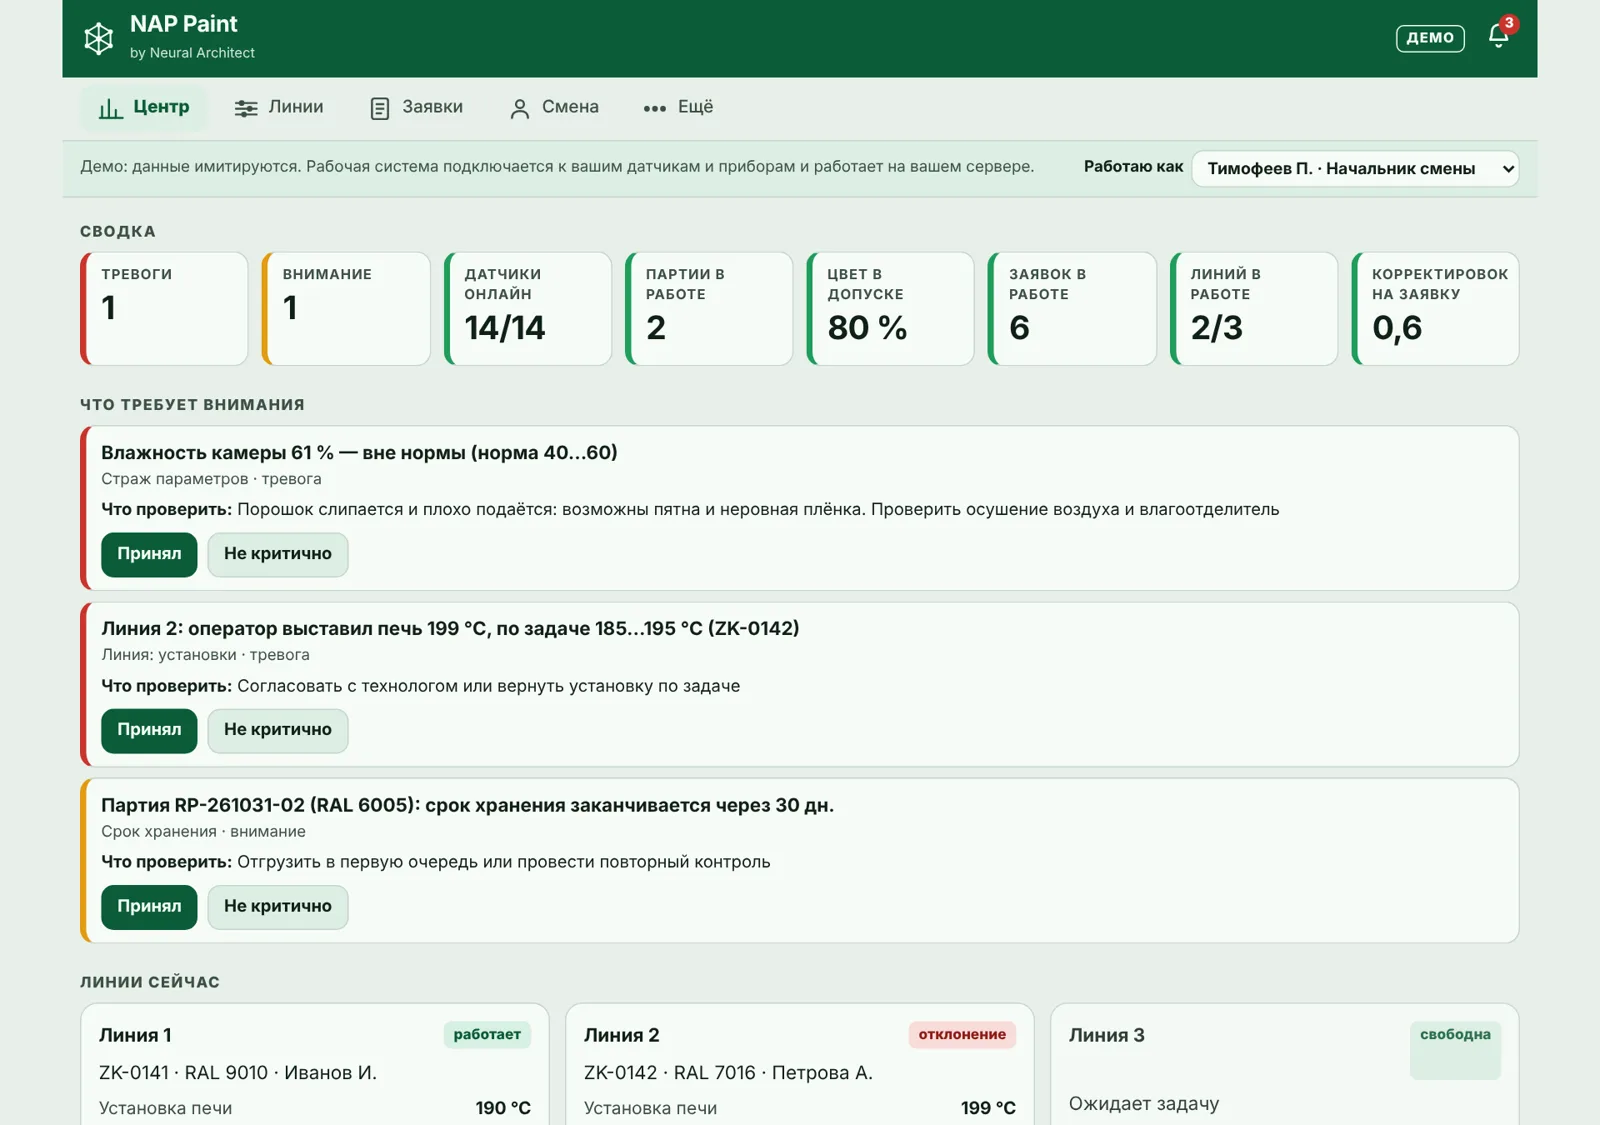 NAP Paint
by Neural Architect
ДЕМО
3
Центр
Линии
Заявки
Смена
Ещё
Демо: данные имитируются. Рабочая система подключается к вашим датчикам и приборам и работает на вашем сервере.
Работаю как
Тимофеев П. · Начальник смены
СВОДКА
ТРЕВОГИ
1
ВНИМАНИЕ
1
ДАТЧИКИ
ОНЛАЙН
14/14
ПАРТИИ В
РАБОТЕ
2
ЦВЕТ В
ДОПУСКЕ
80 %
ЗАЯВОК В
РАБОТЕ
6
ЛИНИЙ В
РАБОТЕ
2/3
КОРРЕКТИРОВОК
НА ЗАЯВКУ
0,6
ЧТО ТРЕБУЕТ ВНИМАНИЯ
Влажность камеры 61 % — вне нормы (норма 40…60)
Страж параметров · тревога
Что проверить: Порошок слипается и плохо подаётся: возможны пятна и неровная плёнка. Проверить осушение воздуха и влагоотделитель
Принял
Не критично
Линия 2: оператор выставил печь 199 °C, по задаче 185…195 °C (ZK-0142)
Линия: установки · тревога
Что проверить: Согласовать с технологом или вернуть установку по задаче
Принял
Не критично
Партия RP-261031-02 (RAL 6005): срок хранения заканчивается через 30 дн.
Срок хранения · внимание
Что проверить: Отгрузить в первую очередь или провести повторный контроль
Принял
Не критично
ЛИНИИ СЕЙЧАС
Линия 1
работает
ZK-0141 · RAL 9010 · Иванов И.
Установка печи
190 °C
Линия 2
отклонение
ZK-0142 · RAL 7016 · Петрова А.
Установка печи
199 °C
Линия 3
свободна
Ожидает задачу